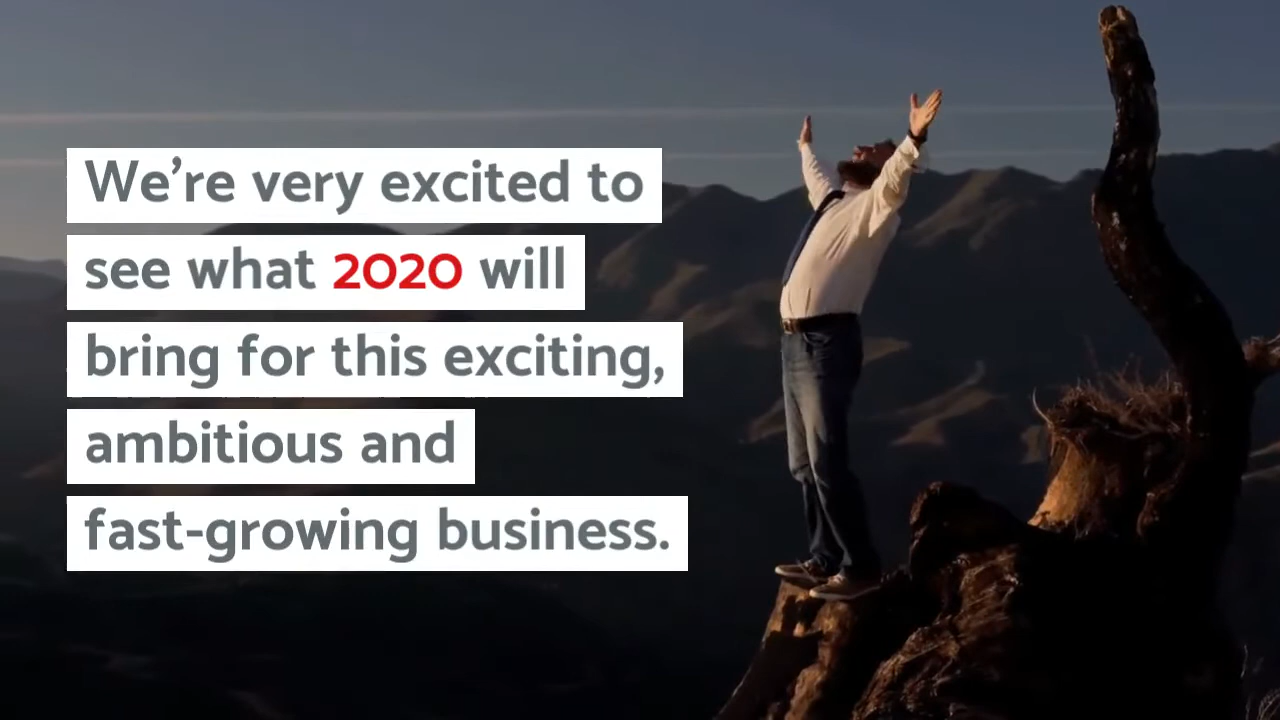 We're very excited to
see what 2020 will
bring for this exciting,
ambitious and
fast-growing business.